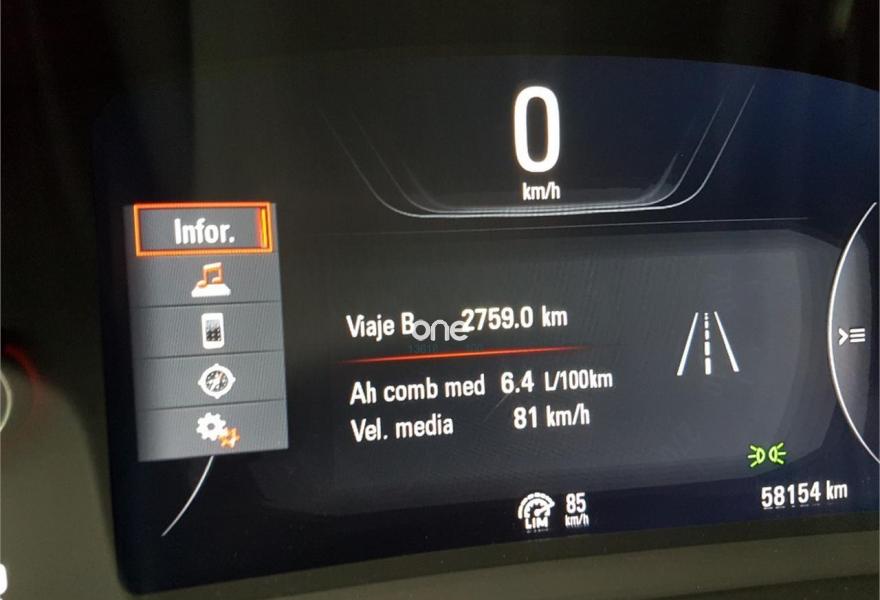 0
km/h
Infor.
Viaje B 2759.0 km
one
Ah comb med 6.4 L/100km
Vel. media 81 km/h
LIM 85 km/h
58154 km